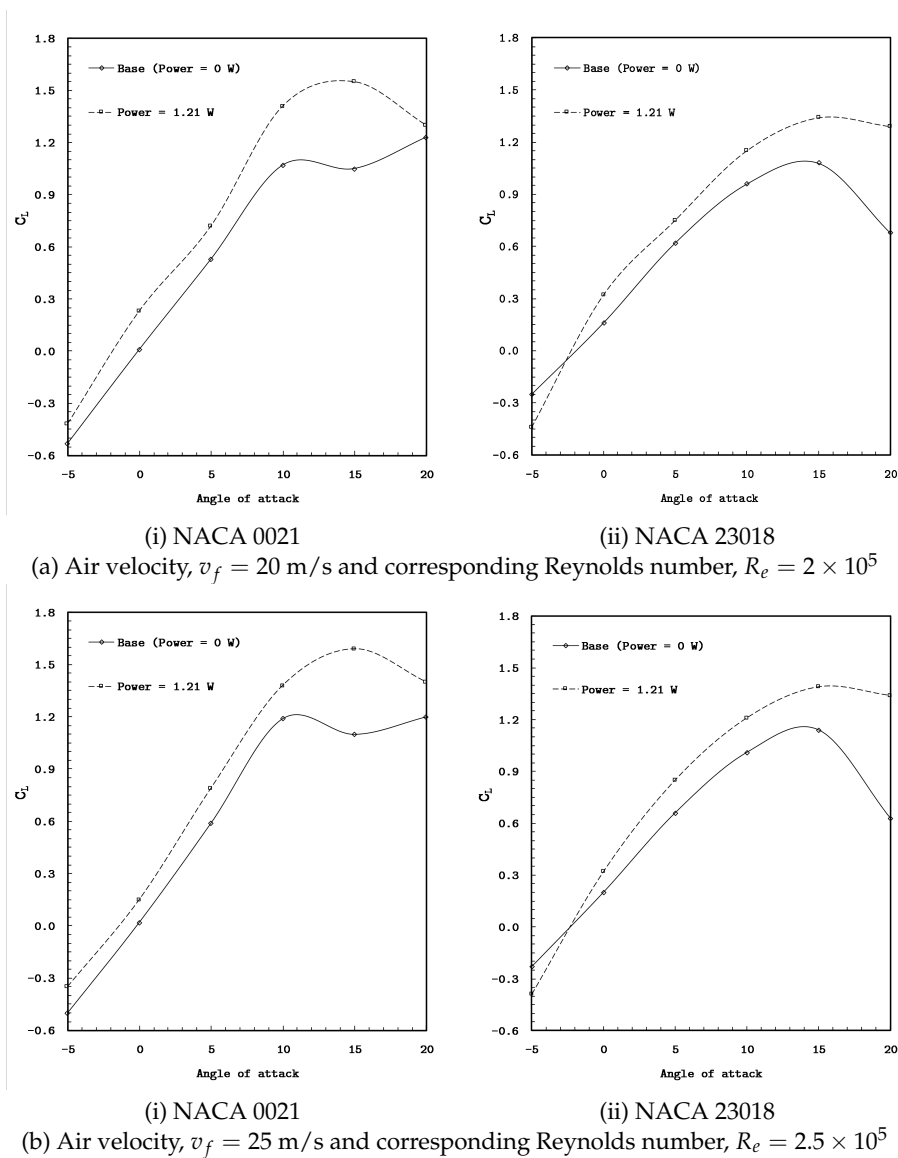 1.8
1.5
1.2
0.9
0.6
0.3
0.0
-0.3
-0.6
C_L
Base (Power = 0 W)
Power = 1.21 W
-5 0 5 10 15 20
Angle of attack
1.8
1.5
1.2
0.9
0.6
0.3
0.0
-0.3
-0.6
C_L
Base (Power = 0 W)
Power = 1.21 W
-5 0 5 10 15 20
Angle of attack
(i) NACA 0021 (ii) NACA 23018
(a) Air velocity, v_f = 20 m/s and corresponding Reynolds number, R_e = 2 × 10^5
1.8
1.5
1.2
0.9
0.6
0.3
0.0
-0.3
-0.6
C_L
Base (Power = 0 W)
Power = 1.21 W
-5 0 5 10 15 20
Angle of attack
1.8
1.5
1.2
0.9
0.6
0.3
0.0
-0.3
-0.6
C_L
Base (Power = 0 W)
Power = 1.21 W
-5 0 5 10 15 20
Angle of attack
(i) NACA 0021 (ii) NACA 23018
(b) Air velocity, v_f = 25 m/s and corresponding Reynolds number, R_e = 2.5 × 10^5